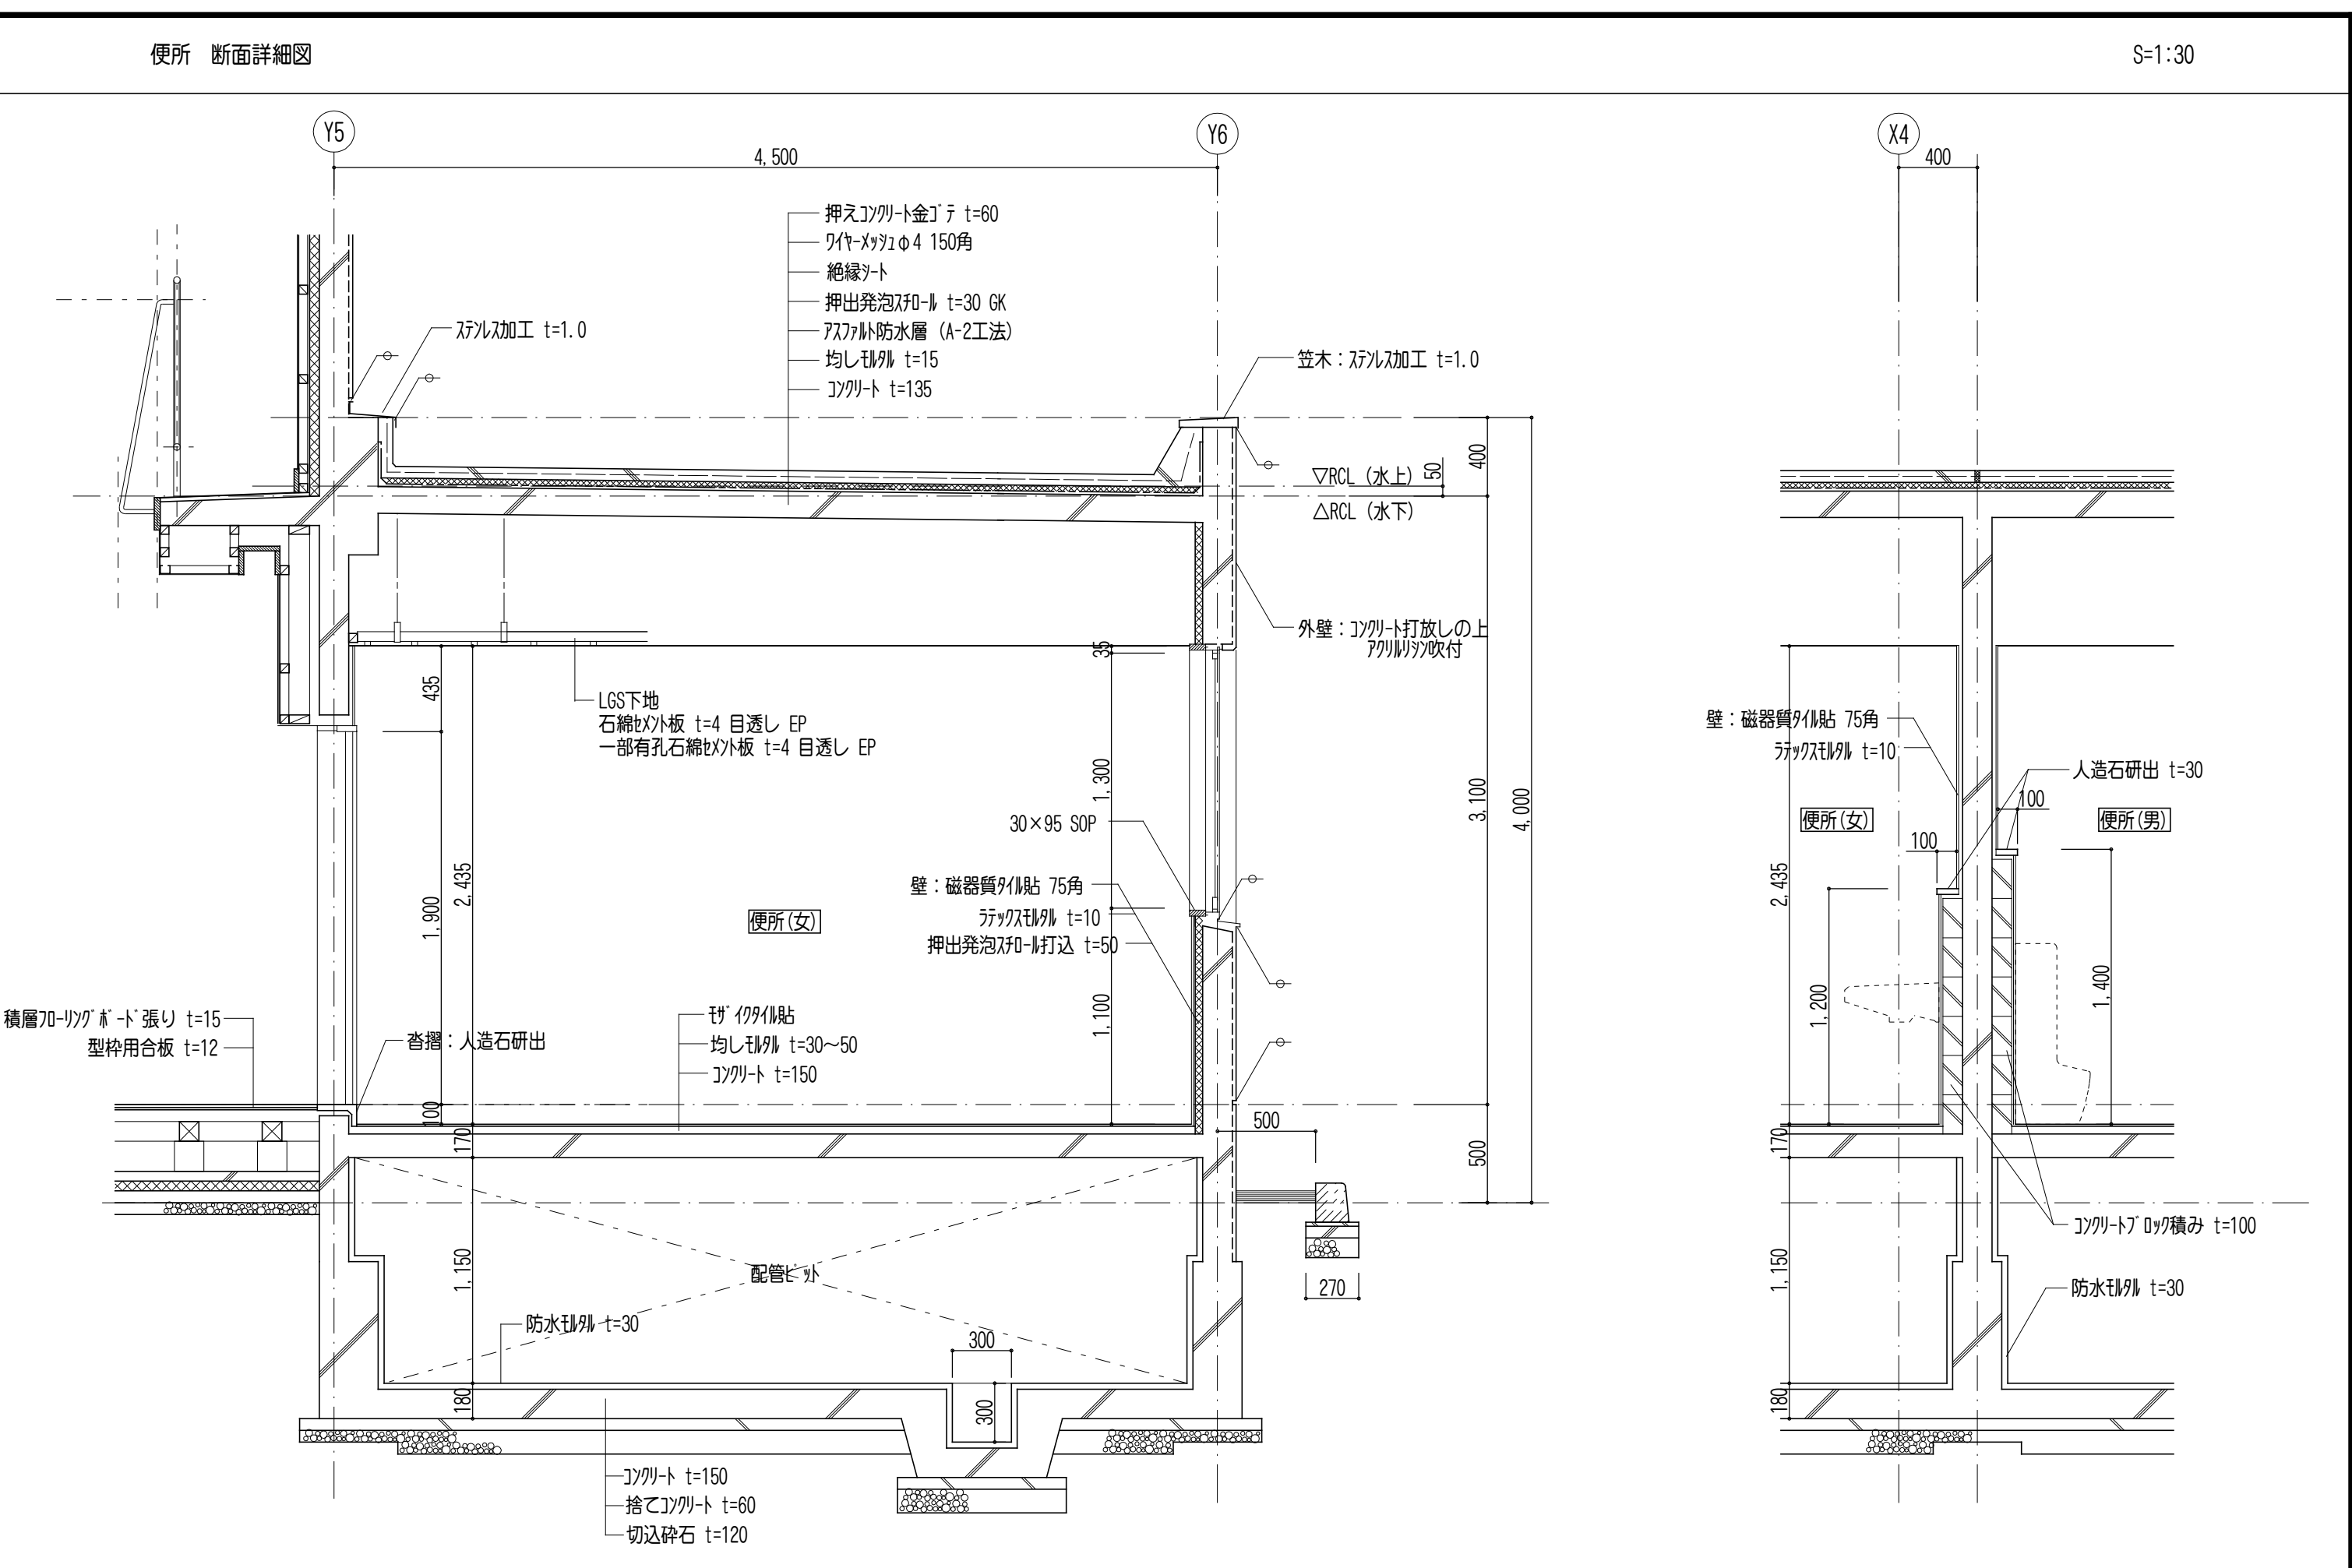 便所　断面詳細図
S=1:30
Y5
Y6
X4
4,500
400
押えコンクリート金ゴテ t=60
ワイヤーメッシュφ4 150角
絶縁シート
押出発泡スチロール t=30 GK
アスファルト防水層 (A-2工法)
均しモルタル t=15
コンクリート t=135
ステンレス加工 t=1.0
笠木：ステンレス加工 t=1.0
▽RCL (水上)
△RCL (水下)
50
400
3,100
4,000
500
外壁：コンクリート打放しの上
アクリルリシン吹付
LGS下地
石綿セメント板 t=4 目透し EP
一部有孔石綿セメント板 t=4 目透し EP
435
1,900
2,435
100
35
1,300
1,100
30×95 SOP
壁：磁器質タイル貼 75角
ラテックスモルタル t=10
押出発泡スチロール打込 t=50
便所(女)
積層フローリングボード張り t=15
型枠用合板 t=12
沓摺：人造石研出
モザイクタイル貼
均しモルタル t=30～50
コンクリート t=150
170
1,150
180
500
270
配管ピット
防水モルタル t=30
300
300
コンクリート t=150
捨てコンクリート t=60
切込砕石 t=120
壁：磁器質タイル貼 75角
ラテックスモルタル t=10
人造石研出 t=30
100
100
便所(女)
便所(男)
2,435
1,200
1,400
170
1,150
180
コンクリートブロック積み t=100
防水モルタル t=30